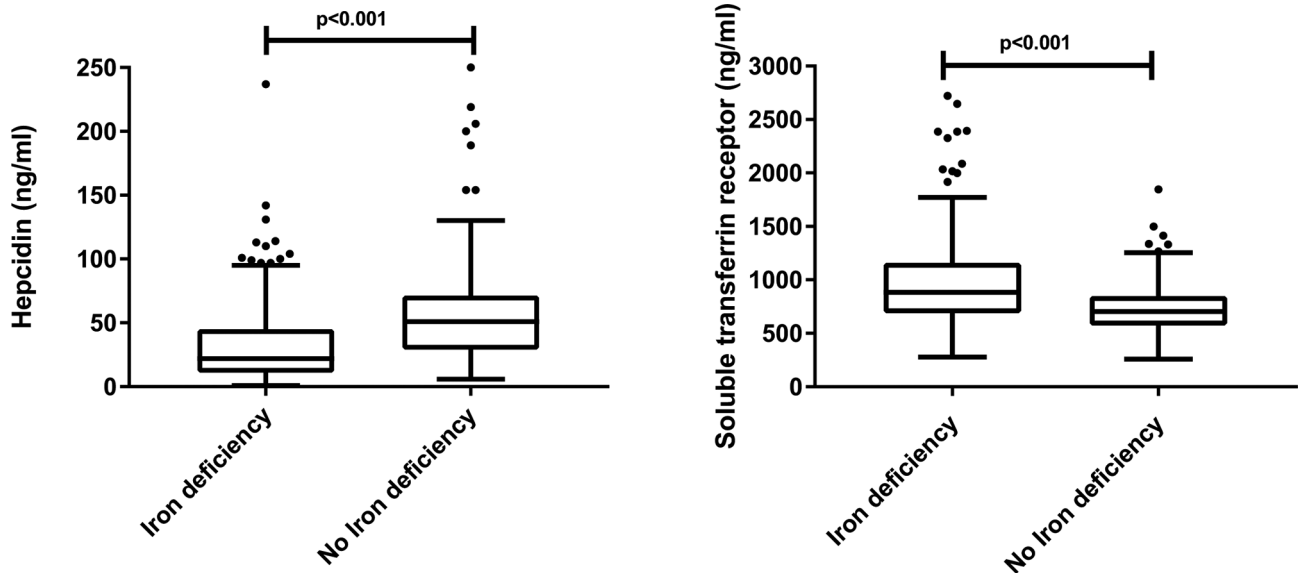 p<0.001
Hepcidin (ng/ml)
250
200
150
100
50
0
Iron deficiency
No Iron deficiency
p<0.001
Soluble transferrin receptor (ng/ml)
3000
2500
2000
1500
1000
500
0
Iron deficiency
No Iron deficiency